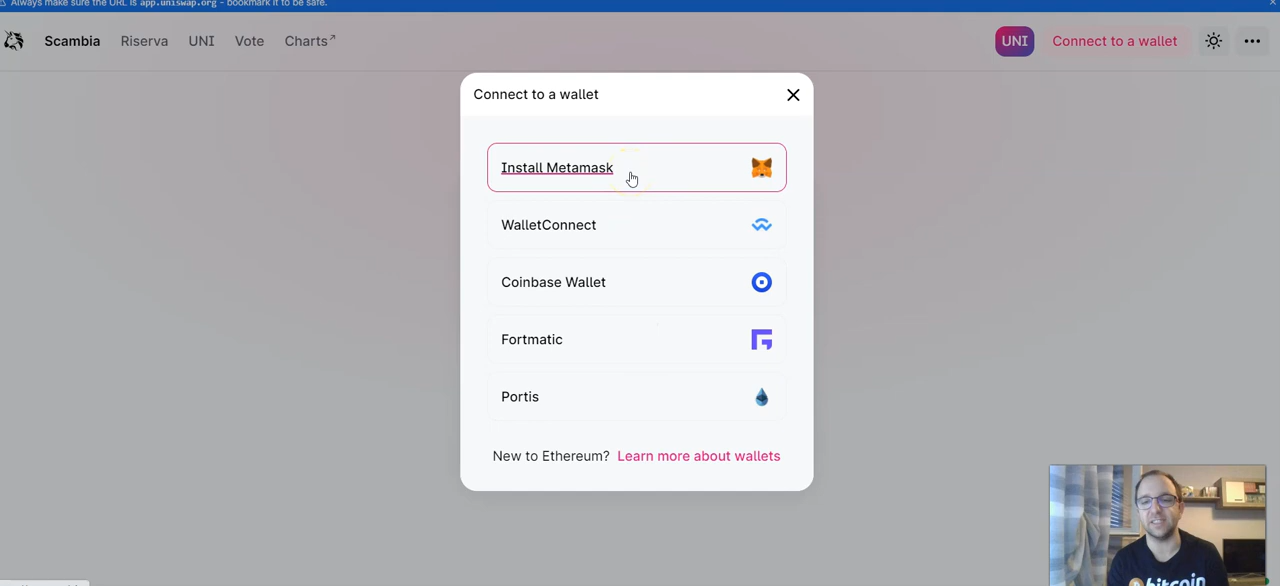 Always make sure the URL is app.uniswap.org - bookmark it to be safe.
Scambia Riserva UNI Vote Charts↗ UNI Connect to a wallet
Connect to a wallet
Install Metamask
WalletConnect
Coinbase Wallet
Fortmatic
Portis
New to Ethereum? Learn more about wallets
bitcoin